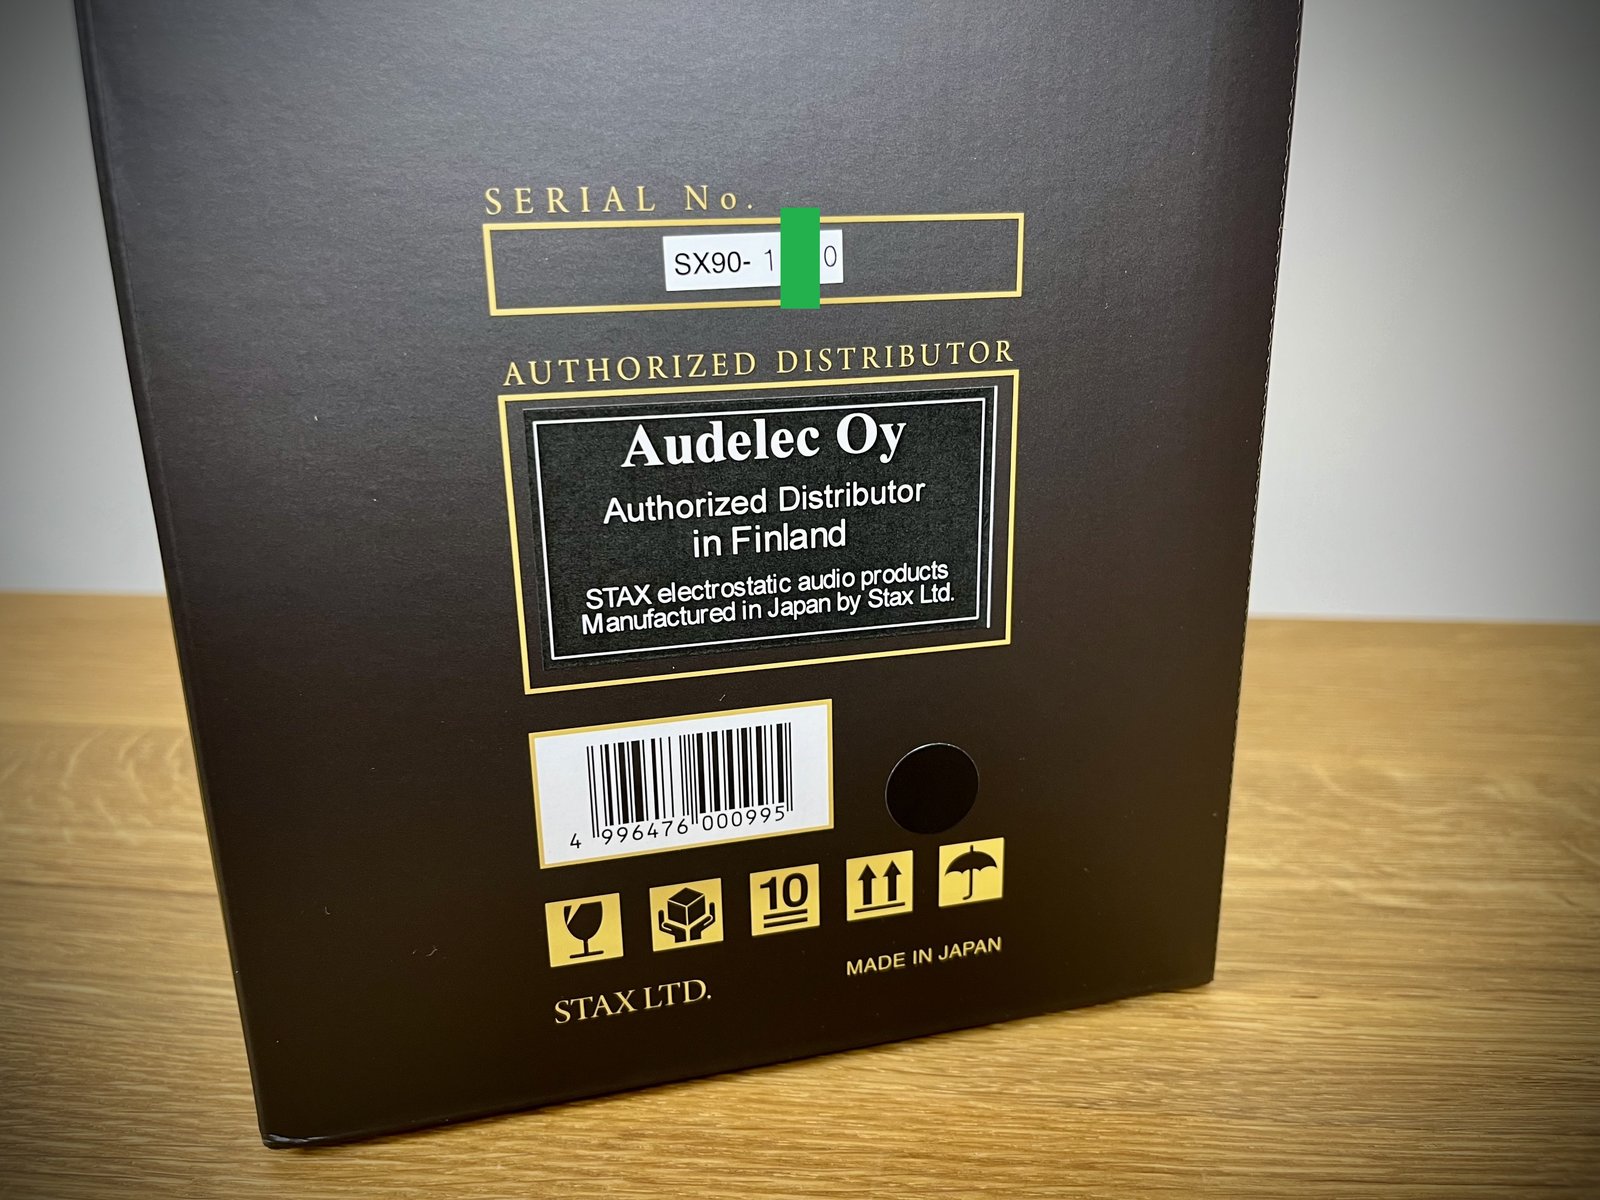 SERIAL No.
SX90- 1 0
AUTHORIZED DISTRIBUTOR
Audelec Oy
Authorized Distributor
in Finland
STAX electrostatic audio products
Manufactured in Japan by Stax Ltd.
4 996476 000995
10
MADE IN JAPAN
STAX LTD.